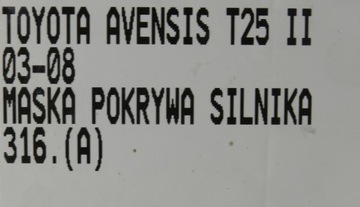 TOYOTA AVENSIS T25 II
03-08
MASKA POKRYWA SILNIKA
316.(A)